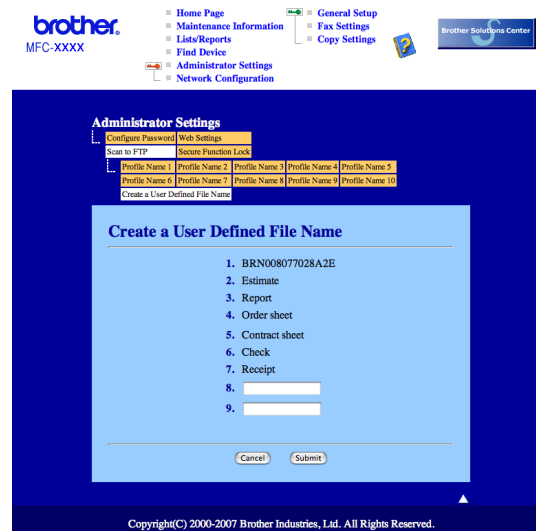 brother.
MFC-XXXX
Home Page
Maintenance Information
Lists/Reports
Find Device
Administrator Settings
Network Configuration
General Setup
Fax Settings
Copy Settings
Brother Solutions Center
Administrator Settings
Configure Password Web Settings
Scan to FTP Secure Function Lock
Profile Name 1 Profile Name 2 Profile Name 3 Profile Name 4 Profile Name 5
Profile Name 6 Profile Name 7 Profile Name 8 Profile Name 9 Profile Name 10
Create a User Defined File Name
Create a User Defined File Name
1. BRN008077028A2E
2. Estimate
3. Report
4. Order sheet
5. Contract sheet
6. Check
7. Receipt
8.
9.
Cancel Submit
Copyright(C) 2000-2007 Brother Industries, Ltd. All Rights Reserved.